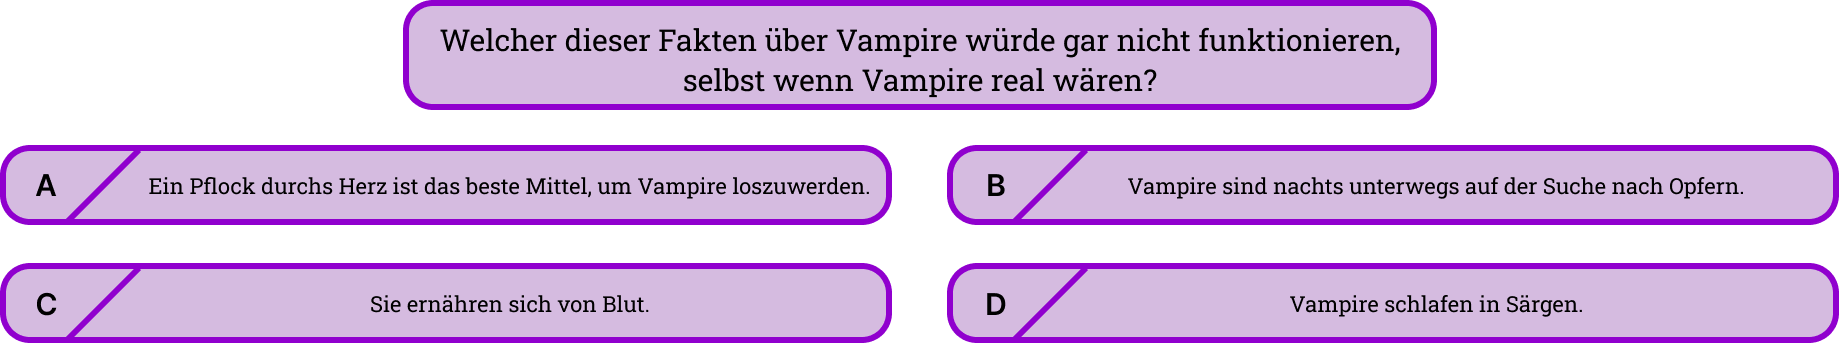 Welcher dieser Fakten über Vampire würde gar nicht funktionieren,
selbst wenn Vampire real wären?
A
Ein Pflock durchs Herz ist das beste Mittel, um Vampire loszuwerden.
B
Vampire sind nachts unterwegs auf der Suche nach Opfern.
C
Sie ernähren sich von Blut.
D
Vampire schlafen in Särgen.